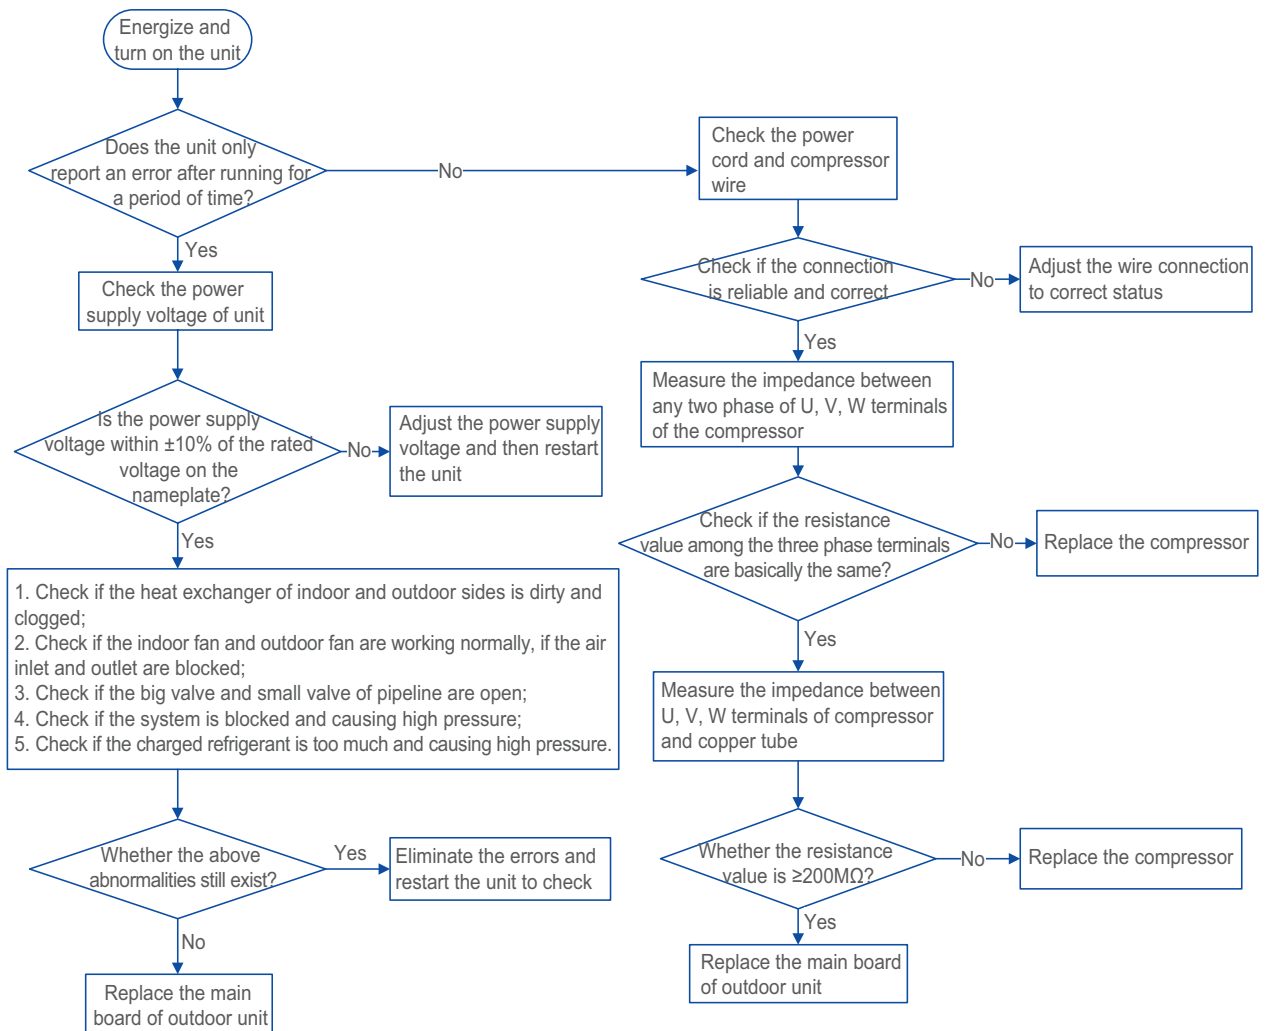 Energize and
turn on the unit
Does the unit only
report an error after running for
a period of time?
No
Yes
Check the power
supply voltage of unit
Is the power supply
voltage within ±10% of the rated
voltage on the
nameplate?
No
Adjust the power supply
voltage and then restart
the unit
Yes
1. Check if the heat exchanger of indoor and outdoor sides is dirty and
clogged;
2. Check if the indoor fan and outdoor fan are working normally, if the air
inlet and outlet are blocked;
3. Check if the big valve and small valve of pipeline are open;
4. Check if the system is blocked and causing high pressure;
5. Check if the charged refrigerant is too much and causing high pressure.
Whether the above
abnormalities still exist?
Yes
Eliminate the errors and
restart the unit to check
No
Replace the main
board of outdoor unit
Check the power
cord and compressor
wire
Check if the connection
is reliable and correct
No
Adjust the wire connection
to correct status
Yes
Measure the impedance between
any two phase of U, V, W terminals
of the compressor
Check if the resistance
value among the three phase terminals
are basically the same?
No
Replace the compressor
Yes
Measure the impedance between
U, V, W terminals of compressor
and copper tube
Whether the resistance
value is ≥200MΩ?
No
Replace the compressor
Yes
Replace the main board
of outdoor unit